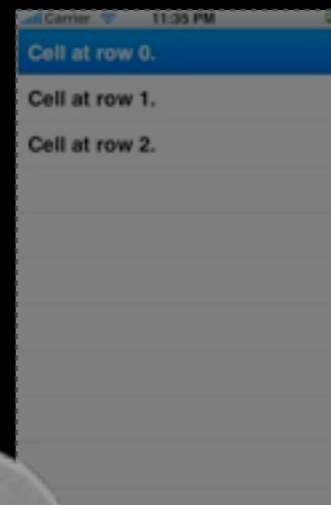 Carrier 11:35 PM
Cell at row 0.
Cell at row 1.
Cell at row 2.